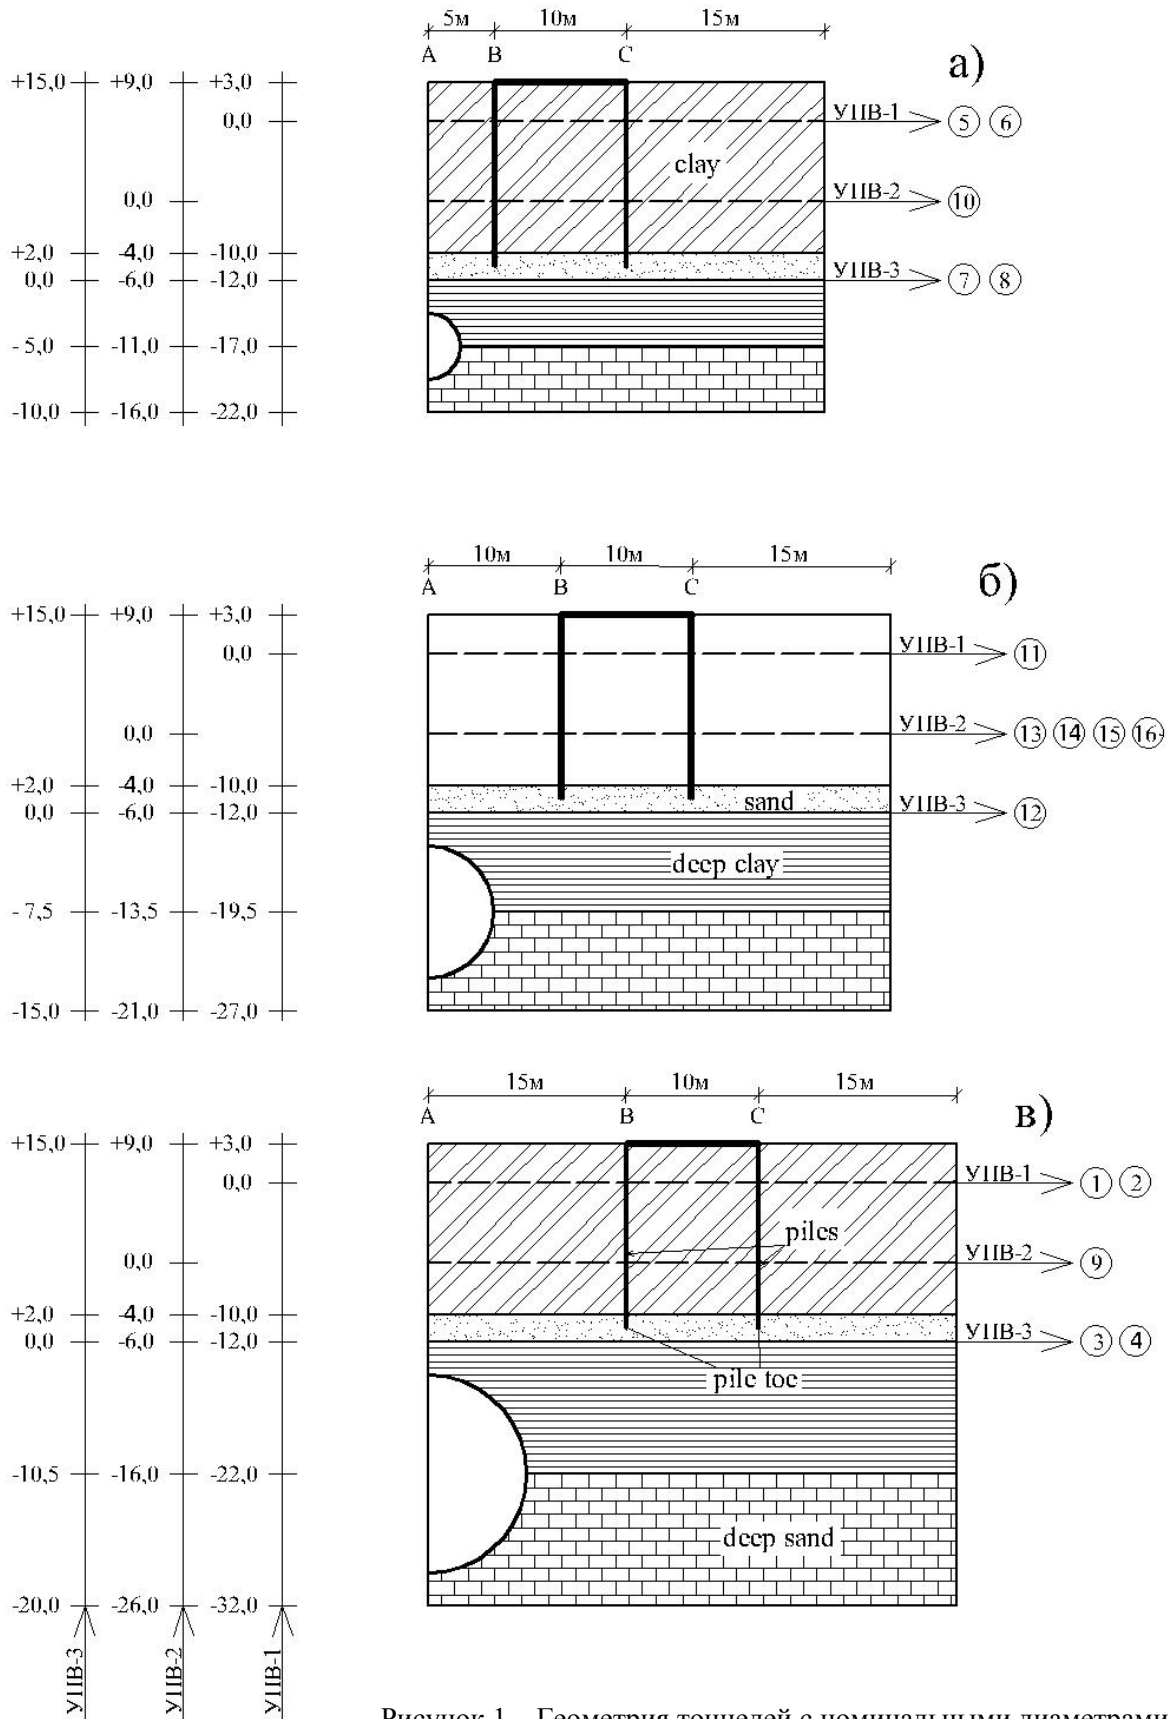 5м 10м 15м
A B C
а)
+15,0 +9,0 +3,0
УПВ-1 5 6
0,0
clay
УПВ-2 10
0,0
+2,0 -4,0 -10,0
УПВ-3 7 8
0,0 -6,0 -12,0
- 5,0 -11,0 -17,0
-10,0 -16,0 -22,0
10м 10м 15м
A B C
б)
+15,0 +9,0 +3,0
УПВ-1 11
0,0
УПВ-2 13 14 15 16-
0,0
+2,0 -4,0 -10,0
sand
УПВ-3 12
0,0 -6,0 -12,0
deep clay
- 7,5 -13,5 -19,5
-15,0 -21,0 -27,0
15м 10м 15м
A B C
в)
+15,0 +9,0 +3,0
УПВ-1 1 2
0,0
piles
УПВ-2 9
0,0
+2,0 -4,0 -10,0
УПВ-3 3 4
0,0 -6,0 -12,0
pile toe
-10,5 -16,0 -22,0
deep sand
-20,0 -26,0 -32,0
УПВ-3 УПВ-2 УПВ-1
Рисунок 1 – Геометрия тоннелей с номинальными диаметрами